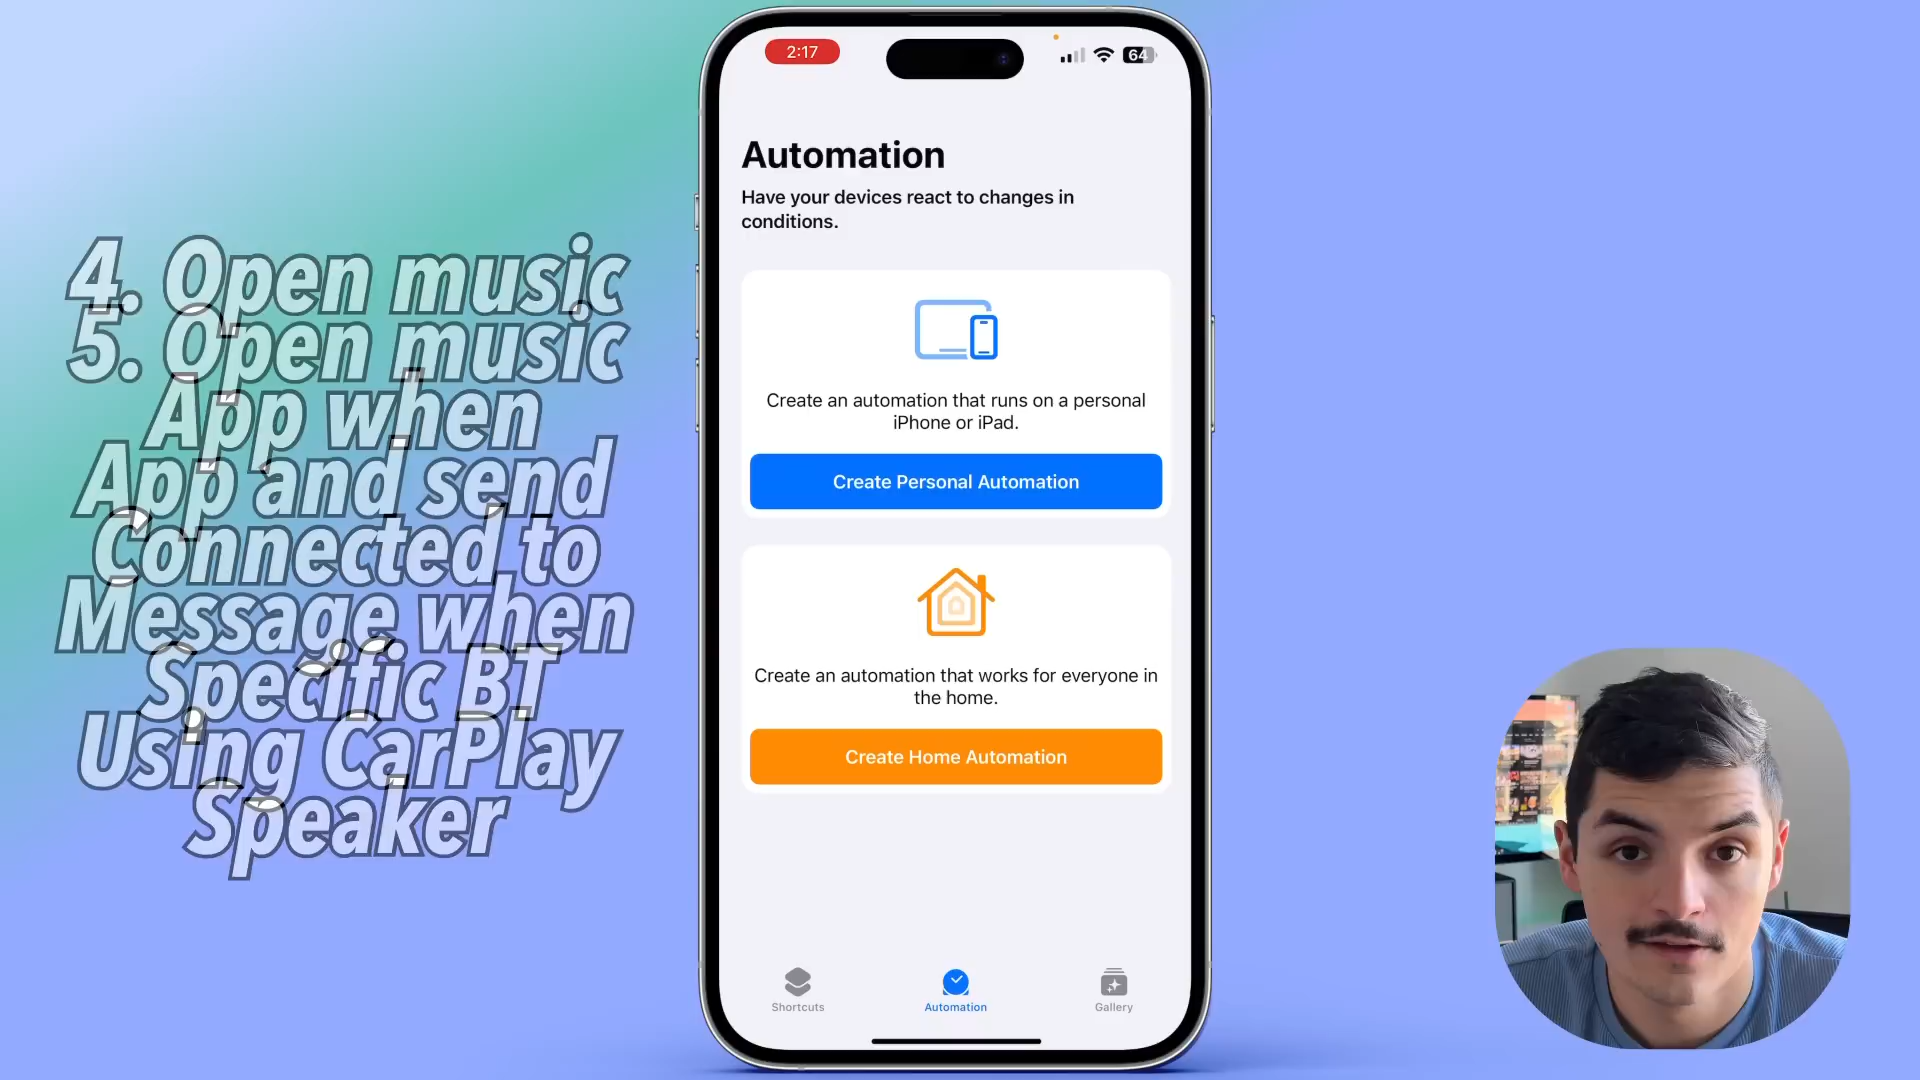 4. Open music
App when
Connected to
Specific BT
Speaker
5. Open music
App and send
Message when
Using CarPlay
2:17
64
Automation
Have your devices react to changes in
conditions.
Create an automation that runs on a personal
iPhone or iPad.
Create Personal Automation
Create an automation that works for everyone in
the home.
Create Home Automation
Shortcuts
Automation
Gallery